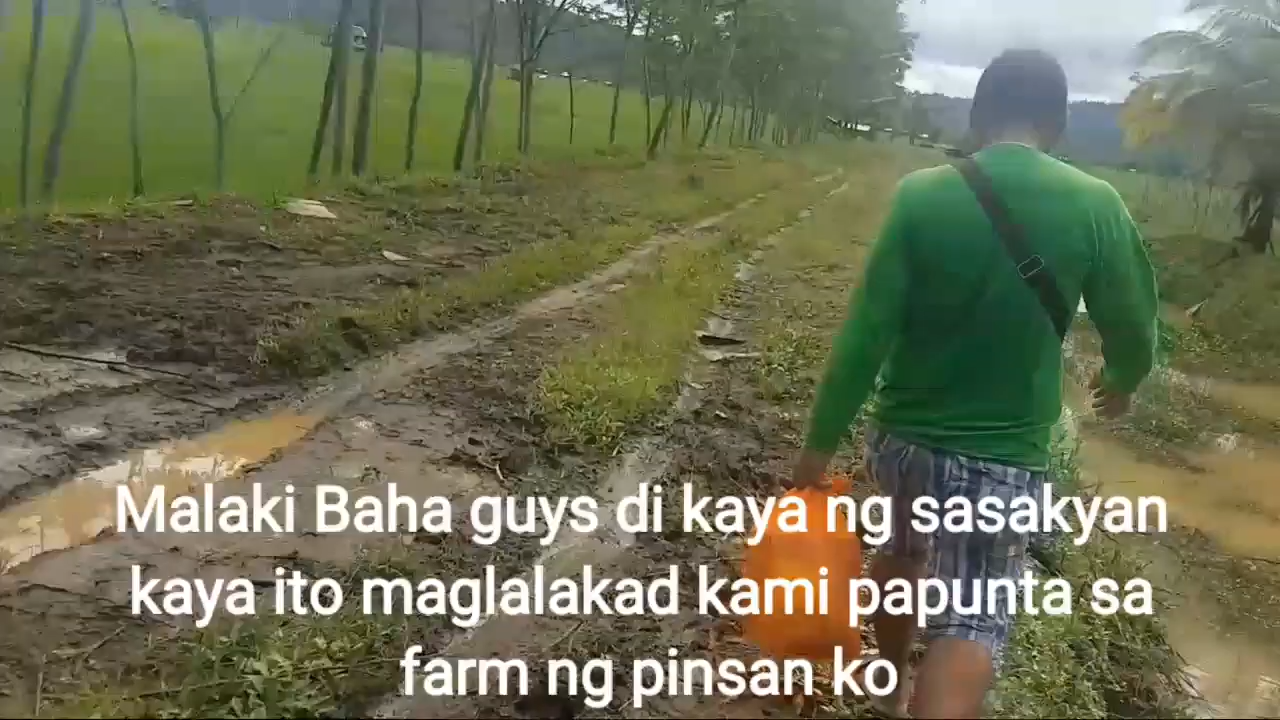 Malaki Baha guys di kaya ng sasakyan
kaya ito maglalakad kami papunta sa
farm ng pinsan ko